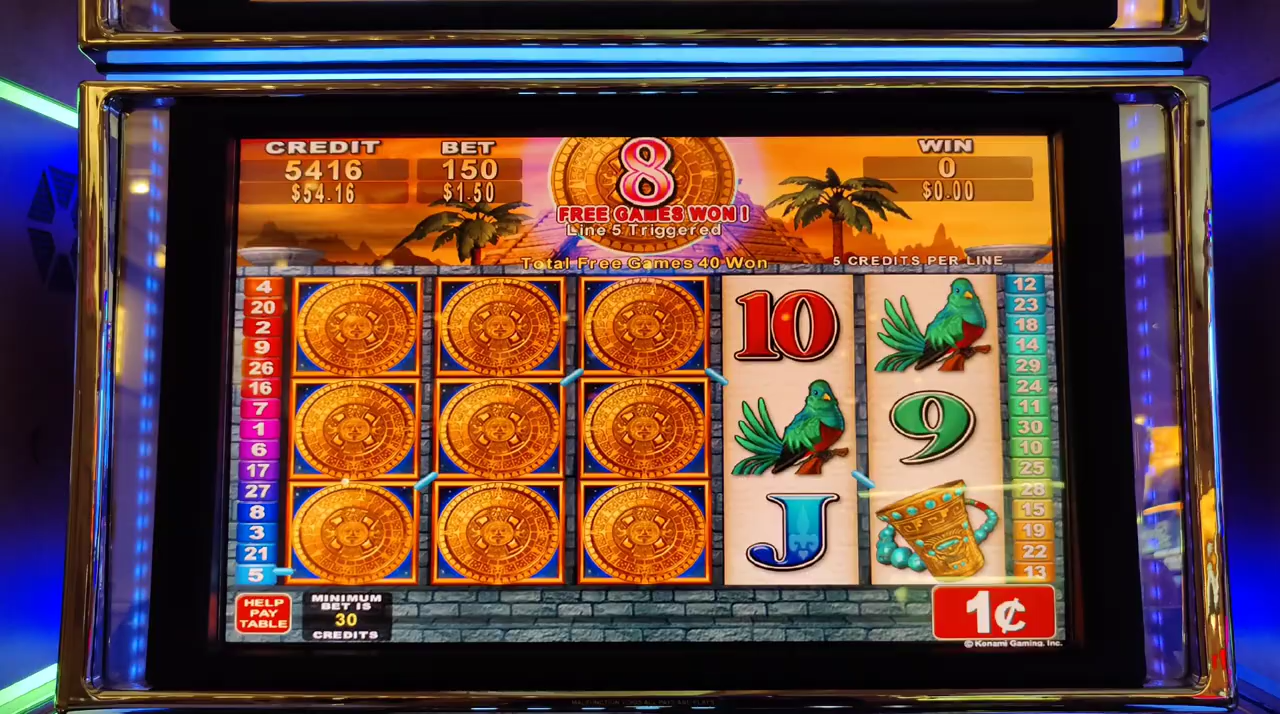 CREDIT
5416
$54.16
BET
150
$1.50
8
FREE GAMES WON!
Line 5 Triggered
Total Free Games 40 Won
WIN
0
$0.00
5 CREDITS PER LINE
4
20
2
9
26
16
7
1
6
17
27
8
3
21
5
10
J
9
12
23
18
14
29
24
11
30
10
25
28
15
19
22
13
HELP
PAY
TABLE
MINIMUM
BET IS
30
CREDITS
1¢
©Konami Gaming, Inc.